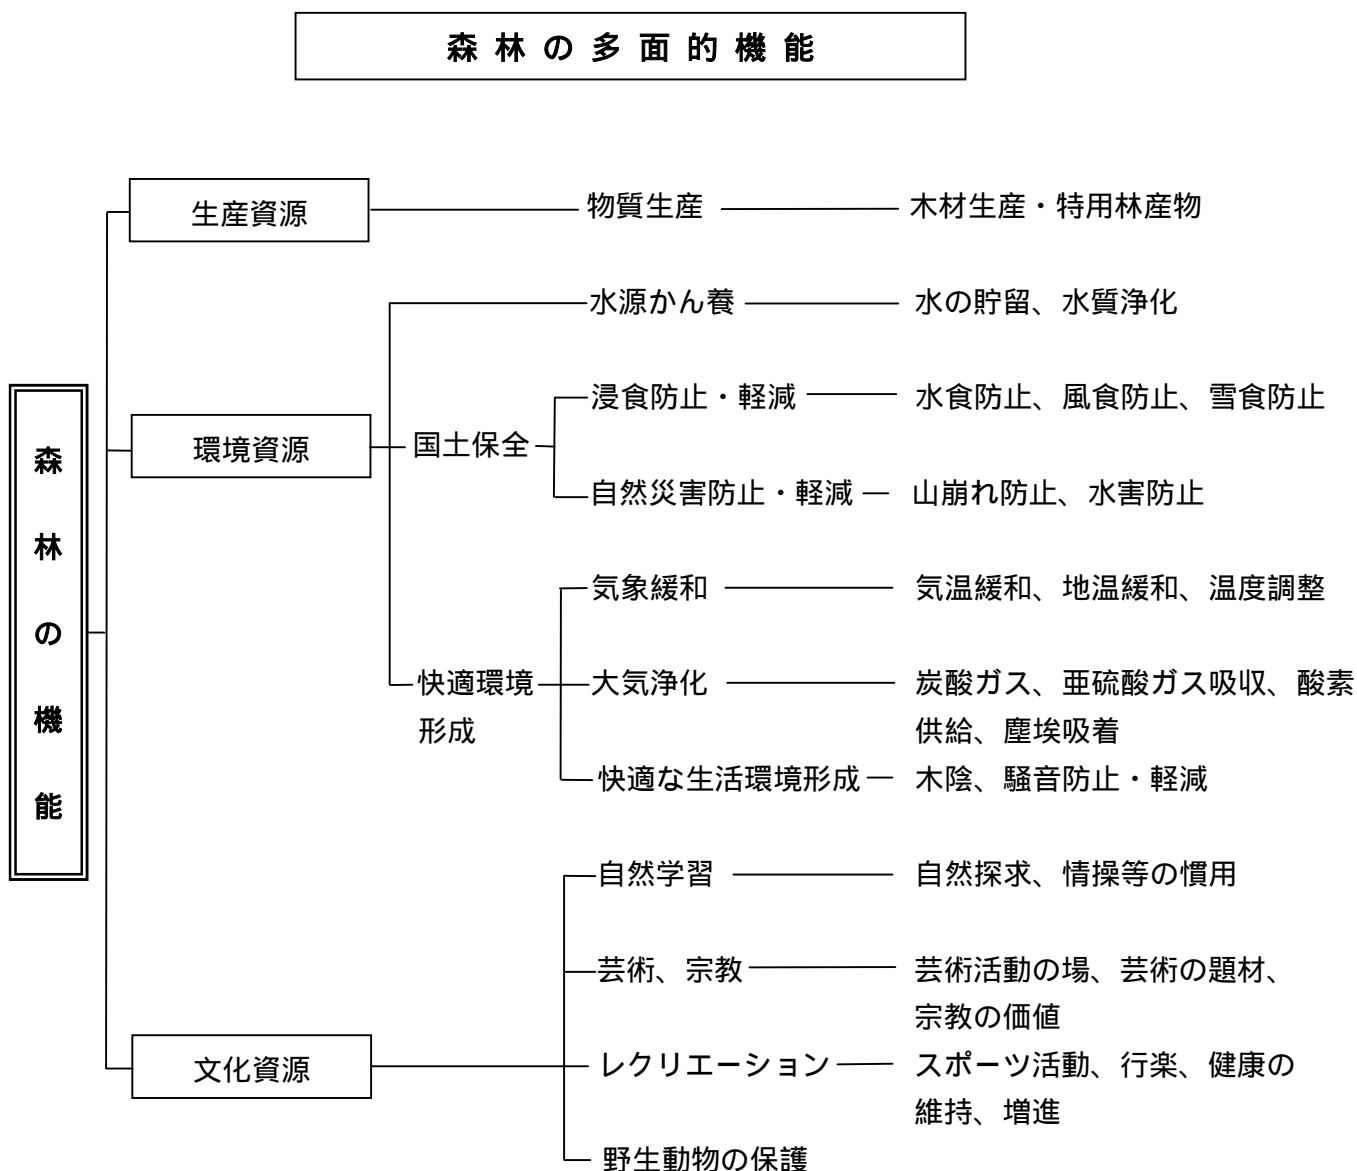 森林の多面的機能
森林の機能
生産資源 物質生産 木材生産・特用林産物
水源かん養 水の貯留、水質浄化
浸食防止・軽減 水食防止、風食防止、雪食防止
環境資源 国土保全
自然災害防止・軽減 山崩れ防止、水害防止
気象緩和 気温緩和、地温緩和、温度調整
快適環境 大気浄化 炭酸ガス、亜硫酸ガス吸収、酸素
形成 供給、塵埃吸着
快適な生活環境形成 木陰、騒音防止・軽減
自然学習 自然探求、情操等の慣用
芸術、宗教 芸術活動の場、芸術の題材、
宗教の価値
文化資源 レクリエーション スポーツ活動、行楽、健康の
維持、増進
野生動物の保護